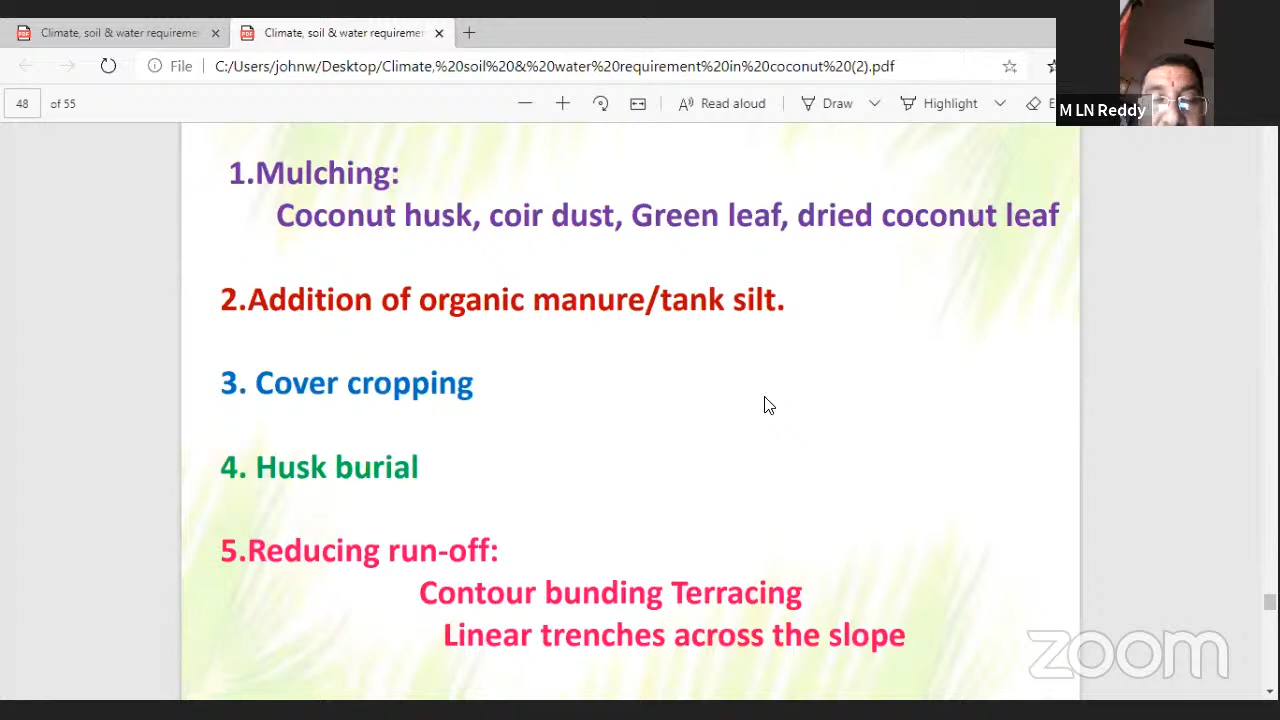 Climate, soil & water requireme
Climate, soil & water requiremer
File
C:/Users/johnw/Desktop/Climate,%20soil%20&%20water%20requirement%20in%20coconut%20(2).pdf
48 of 55
Read aloud
Draw
Highlight
E
M LN Reddy
1.Mulching:
Coconut husk, coir dust, Green leaf, dried coconut leaf
2.Addition of organic manure/tank silt.
3. Cover cropping
4. Husk burial
5.Reducing run-off:
Contour bunding Terracing
Linear trenches across the slope
zoom